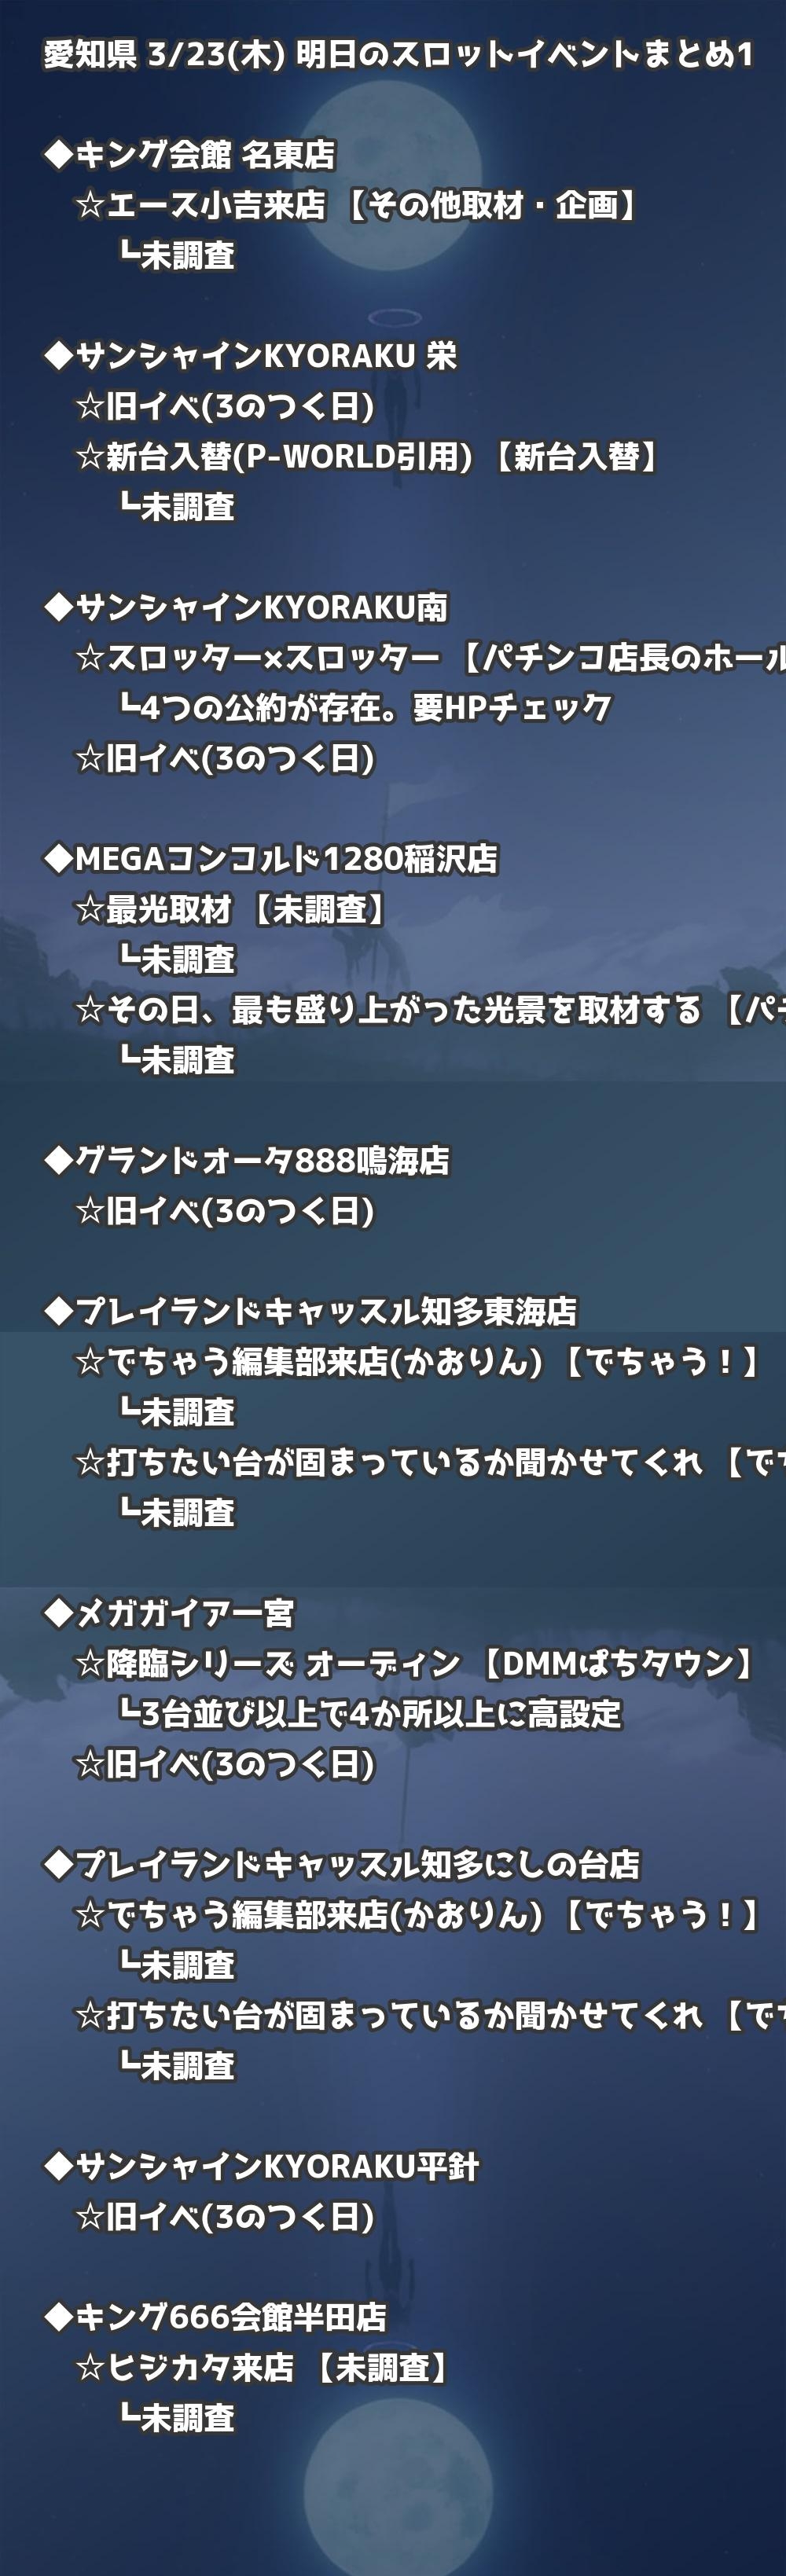 愛知県 3/23(木) 明日のスロットイベントまとめ1
◆キング会館 名東店
☆エース小吉来店 【その他取材・企画】
┗未調査
◆サンシャインKYORAKU 栄
☆旧イベ(3のつく日)
☆新台入替(P-WORLD引用) 【新台入替】
┗未調査
◆サンシャインKYORAKU南
☆スロッター×スロッター 【パチンコ店長のホール
┗4つの公約が存在。要HPチェック
☆旧イベ(3のつく日)
◆MEGAコンコルド1280稲沢店
☆最光取材 【未調査】
┗未調査
☆その日、最も盛り上がった光景を取材する 【パチ
┗未調査
◆グランドオータ888鳴海店
☆旧イベ(3のつく日)
◆プレイランドキャッスル知多東海店
☆でちゃう編集部来店(かおりん) 【でちゃう！】
┗未調査
☆打ちたい台が固まっているか聞かせてくれ 【でち
┗未調査
◆メガガイア一宮
☆降臨シリーズ オーディン 【DMMぱちタウン】
┗3台並び以上で4か所以上に高設定
☆旧イベ(3のつく日)
◆プレイランドキャッスル知多にしの台店
☆でちゃう編集部来店(かおりん) 【でちゃう！】
┗未調査
☆打ちたい台が固まっているか聞かせてくれ 【でち
┗未調査
◆サンシャインKYORAKU平針
☆旧イベ(3のつく日)
◆キング666会館半田店
☆ヒジカタ来店 【未調査】
┗未調査